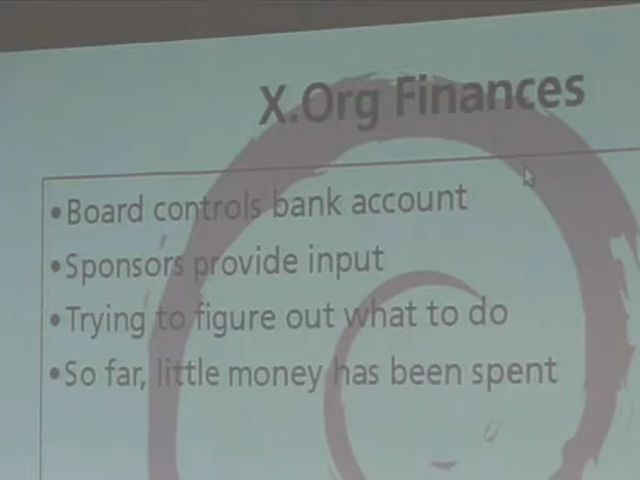 X.Org Finances
•Board controls bank account
•Sponsors provide input
•Trying to figure out what to do
•So far, little money has been spent